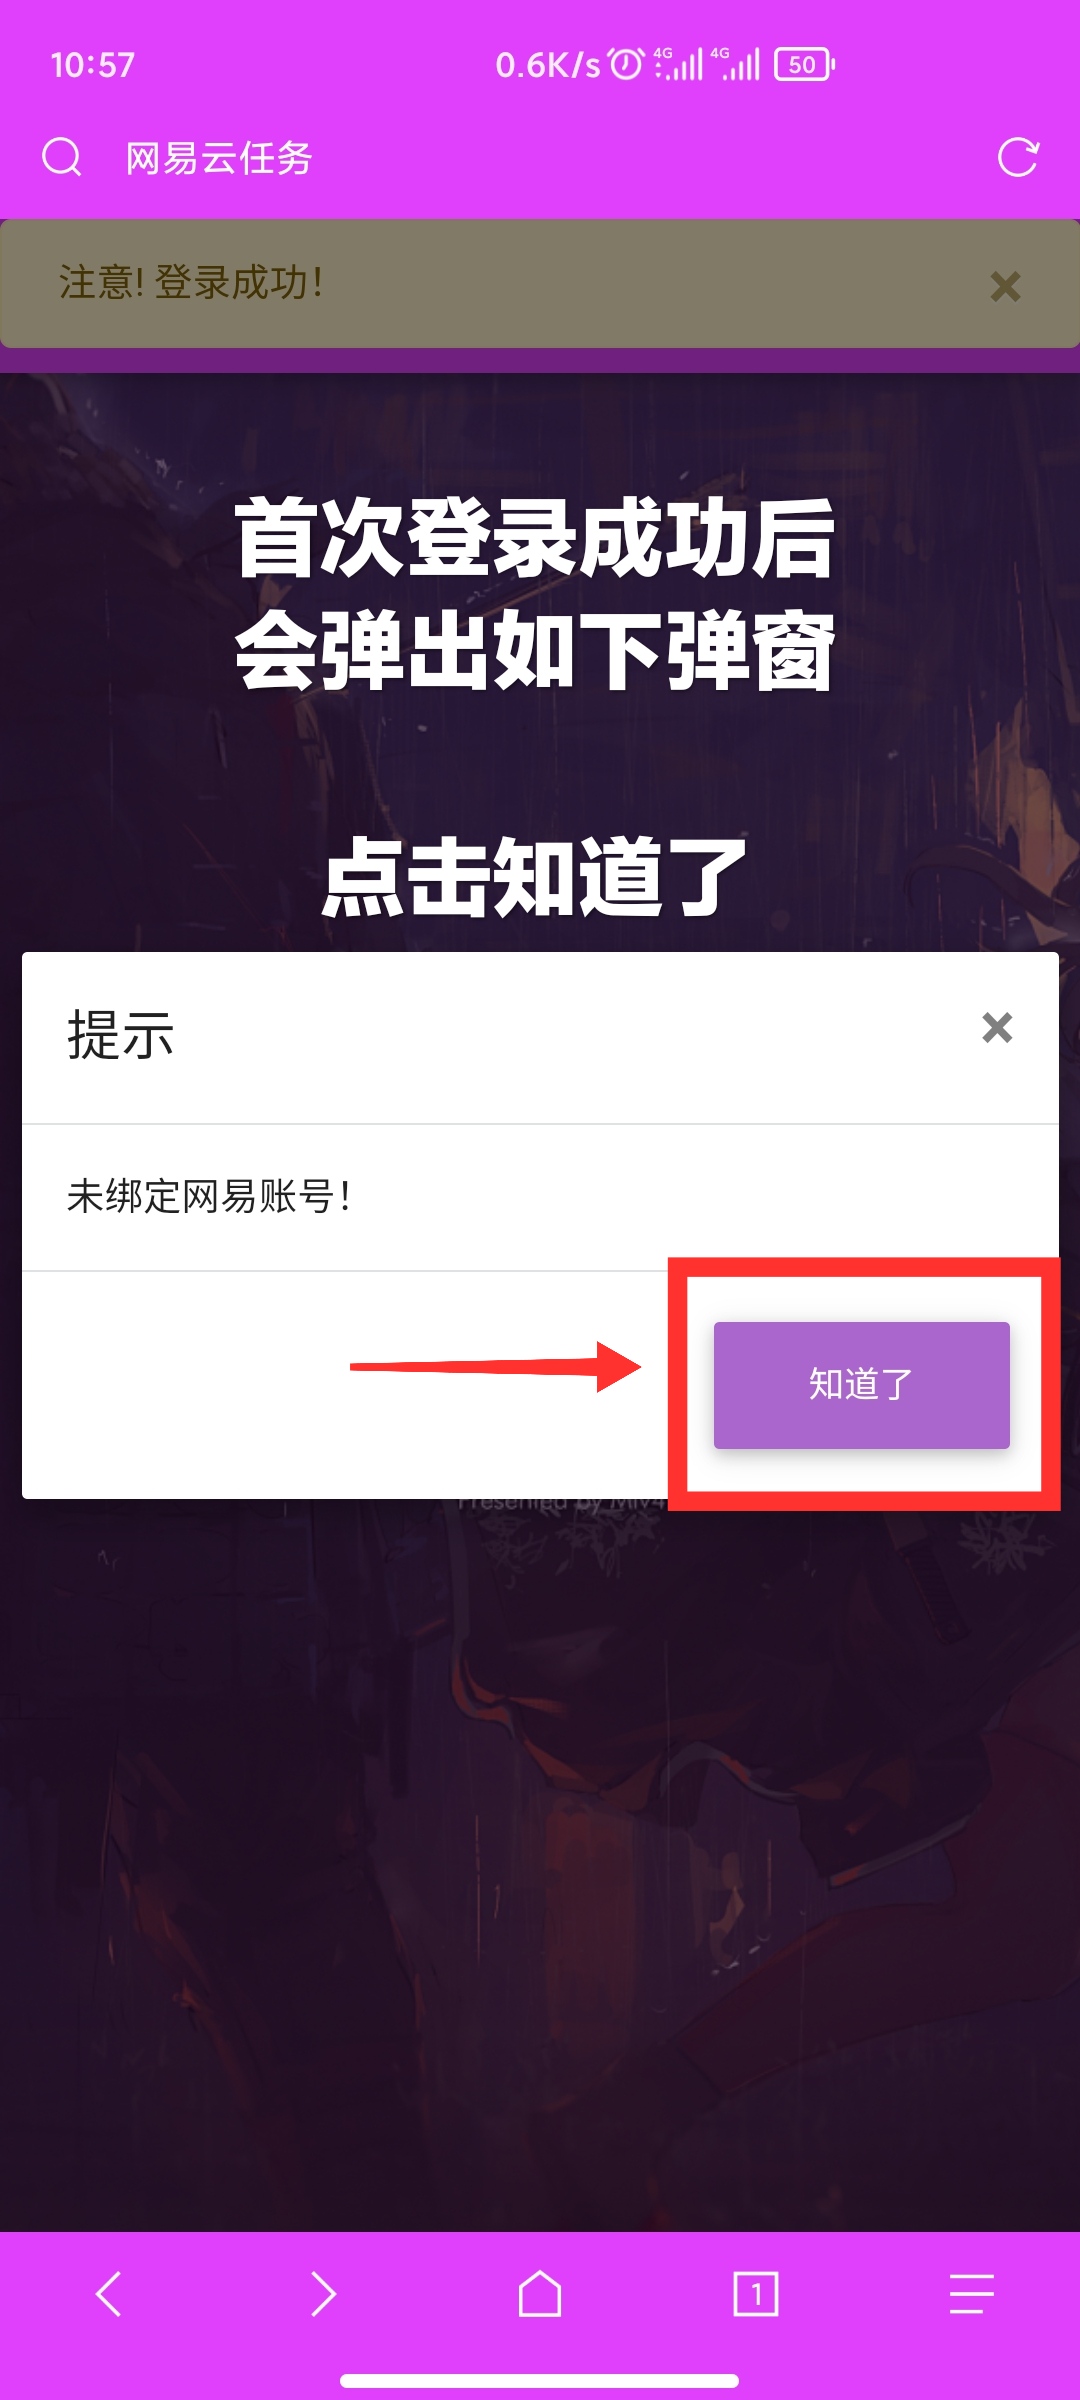 10:57
0.6K/s 4G 4G 50
网易云任务
注意! 登录成功!
首次登录成功后
会弹出如下弹窗
点击知道了
提示
未绑定网易账号!
知道了
Presented by
1